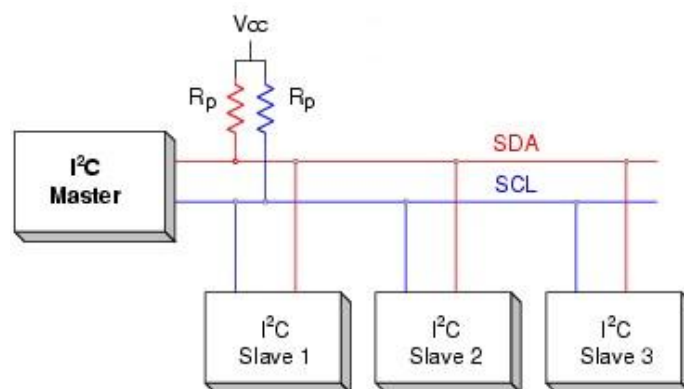 Vcc
Rp Rp
SDA
I²C
Master
SCL
I²C
Slave 1
I²C
Slave 2
I²C
Slave 3